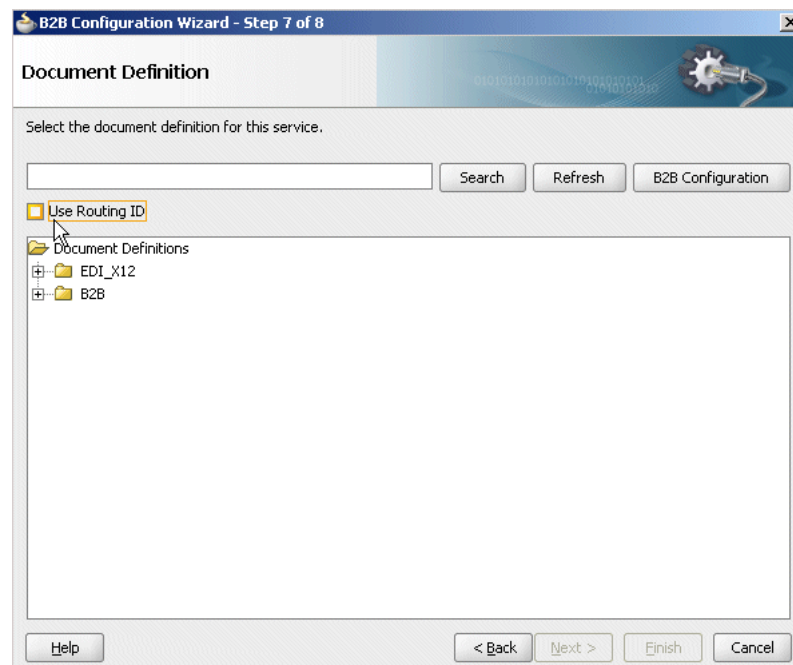 B2B Configuration Wizard - Step 7 of 8
Document Definition
Select the document definition for this service.
Search Refresh B2B Configuration
Use Routing ID
Document Definitions
EDI_X12
B2B
Help < Back Next > Finish Cancel